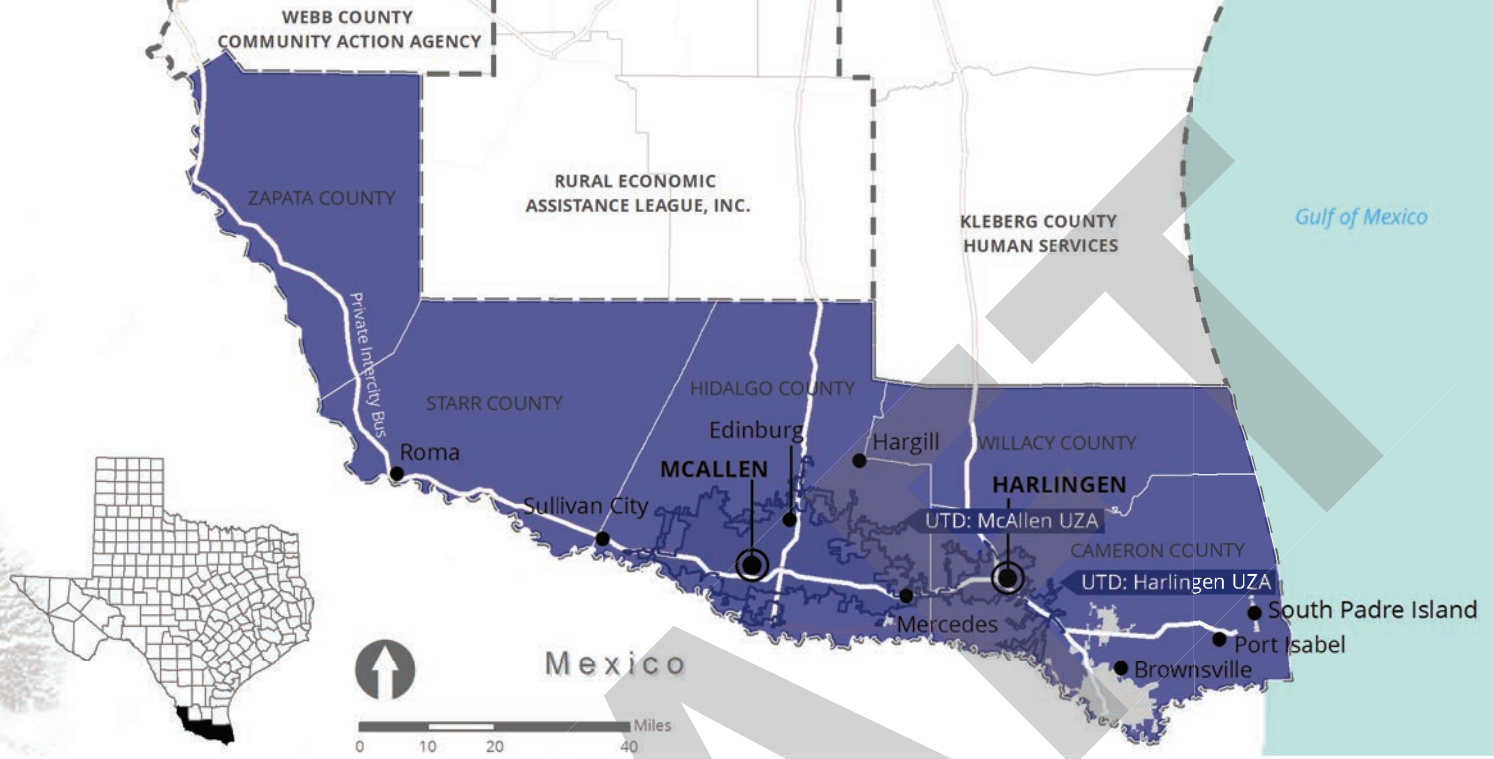 WEBB COUNTY
COMMUNITY ACTION AGENCY
RURAL ECONOMIC
ASSISTANCE LEAGUE, INC.
KLEBERG COUNTY
HUMAN SERVICES
Gulf of Mexico
ZAPATA COUNTY
Private Intercity Bus
STARR COUNTY
HIDALGO COUNTY
Edinburg
Hargill
WILLACY COUNTY
Roma
MCALLEN
HARLINGEN
Sullivan City
UTD: McAllen UZA
CAMERON COUNTY
UTD: Harlingen UZA
South Padre Island
Mercedes
Port Isabel
Brownsville
Mexico
Miles
0 10 20 40